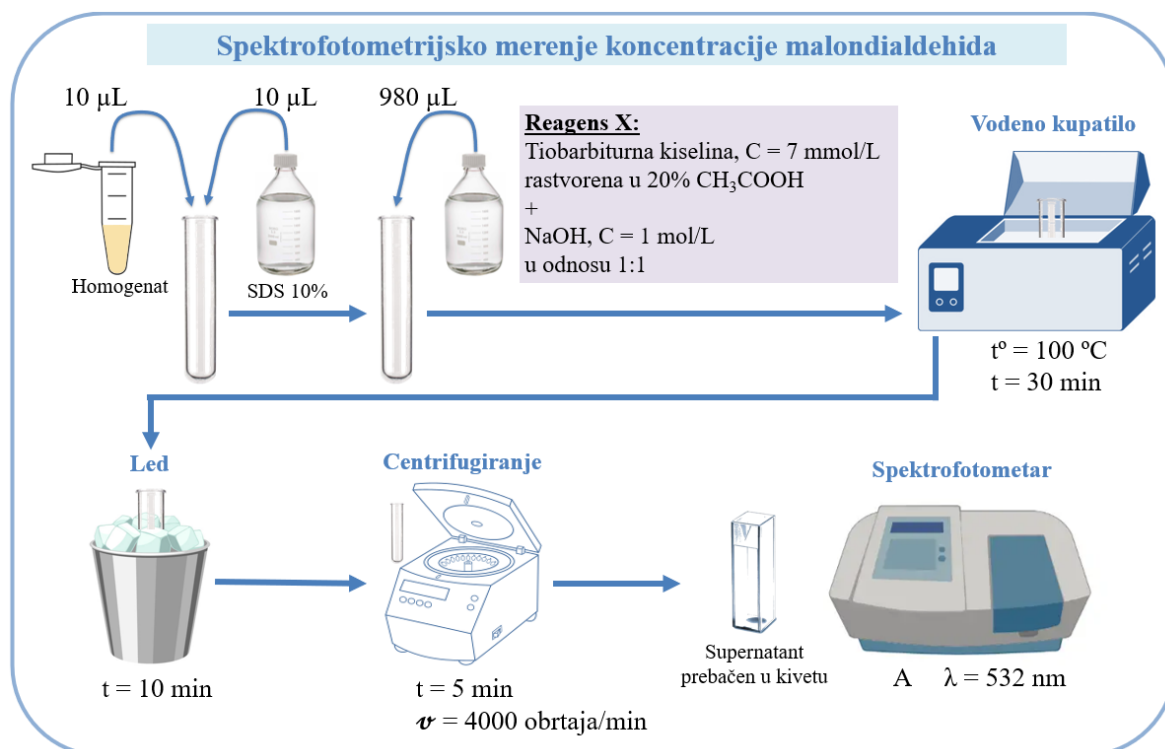 Spektrofotometrijsko merenje koncentracije malondialdehida
10 µL
10 µL
980 µL
Reagens X:
Tiobarbiturna kiselina, C = 7 mmol/L
rastvorena u 20% CH₃COOH
+
NaOH, C = 1 mol/L
u odnosu 1:1
Vodeno kupatilo
Homogenat
SDS 10%
tº = 100 ºC
t = 30 min
Led
Centrifugiranje
Spektrofotometar
t = 10 min
t = 5 min
𝓿 = 4000 obrtaja/min
Supernatant
prebačen u kivetu
A λ = 532 nm